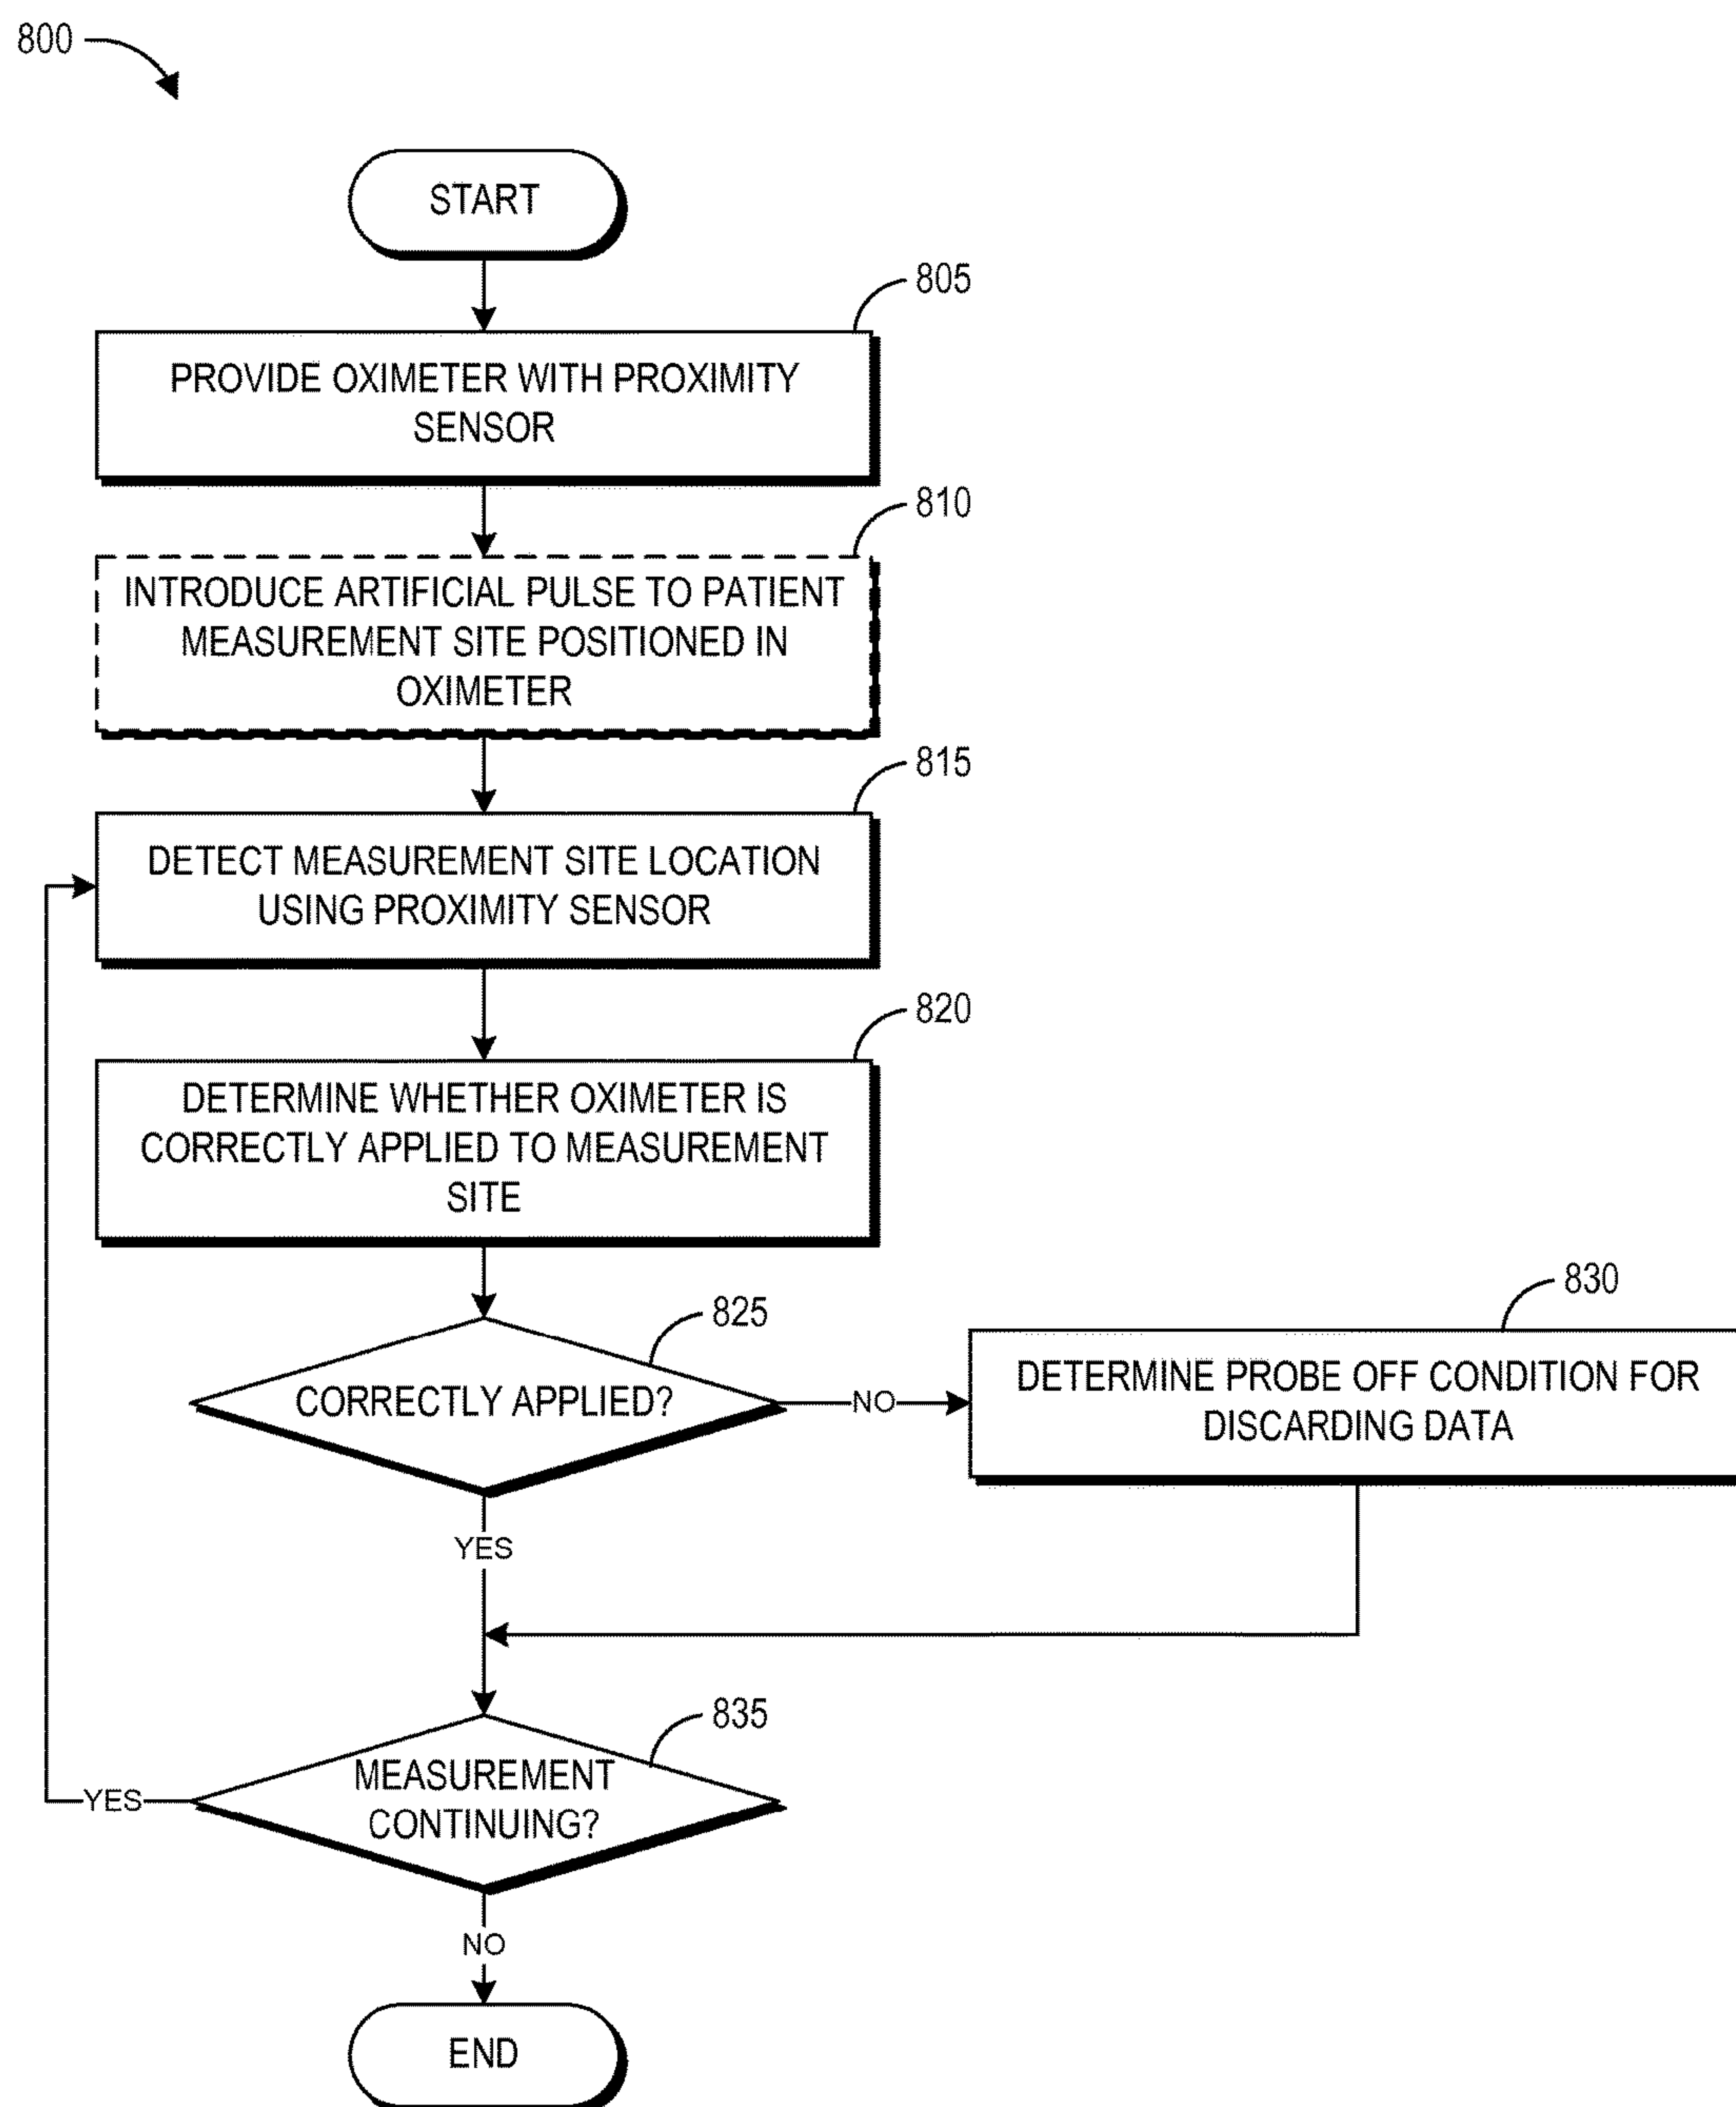 800
START
805
PROVIDE OXIMETER WITH PROXIMITY
SENSOR
810
INTRODUCE ARTIFICIAL PULSE TO PATIENT
MEASUREMENT SITE POSITIONED IN
OXIMETER
815
DETECT MEASUREMENT SITE LOCATION
USING PROXIMITY SENSOR
820
DETERMINE WHETHER OXIMETER IS
CORRECTLY APPLIED TO MEASUREMENT
SITE
825
CORRECTLY APPLIED?
NO
830
DETERMINE PROBE OFF CONDITION FOR
DISCARDING DATA
YES
835
MEASUREMENT
CONTINUING?
YES
NO
END